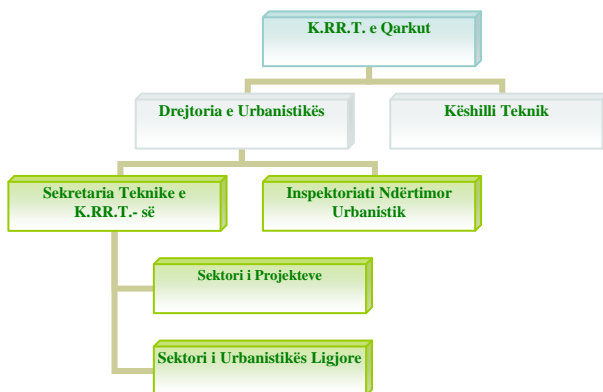 K.RR.T. e Qarkut
Drejtoria e Urbanistikës
Këshilli Teknik
Sekretaria Teknike e
K.RR.T.- së
Inspektoriati Ndërtimor
Urbanistik
Sektori i Projekteve
Sektori i Urbanistikës Ligjore